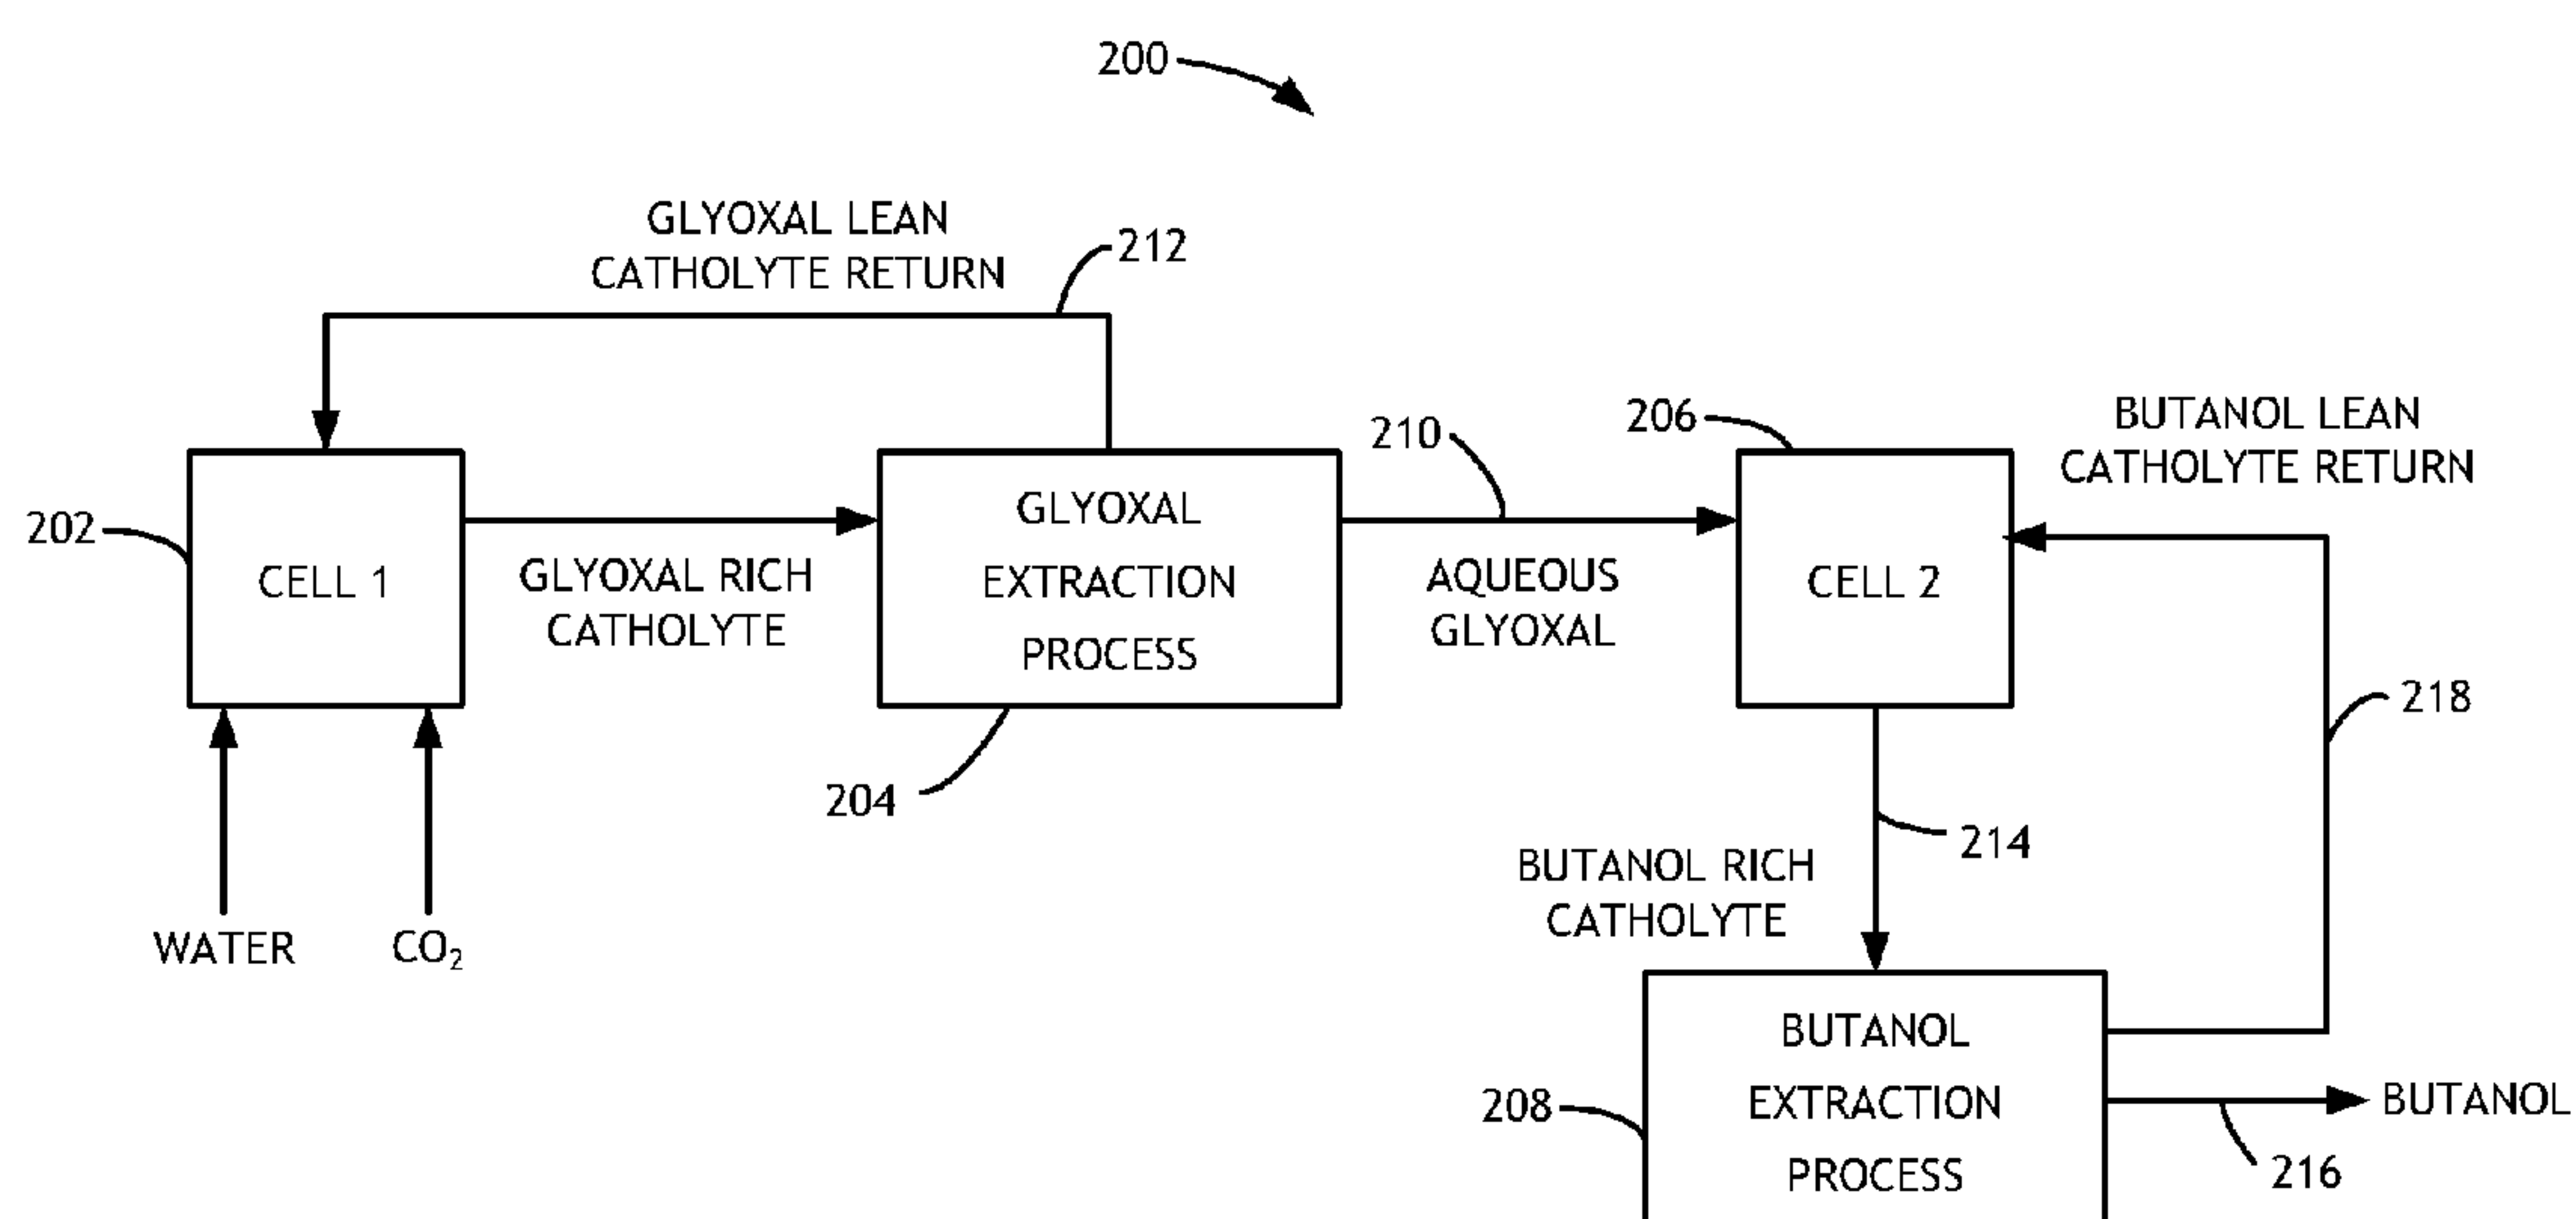 200
GLYOXAL LEAN
CATHOLYTE RETURN
212
202
CELL 1
GLYOXAL RICH
CATHOLYTE
GLYOXAL
EXTRACTION
PROCESS
204
210
AQUEOUS
GLYOXAL
206
CELL 2
BUTANOL LEAN
CATHOLYTE RETURN
218
WATER
CO₂
214
BUTANOL RICH
CATHOLYTE
208
BUTANOL
EXTRACTION
PROCESS
BUTANOL
216